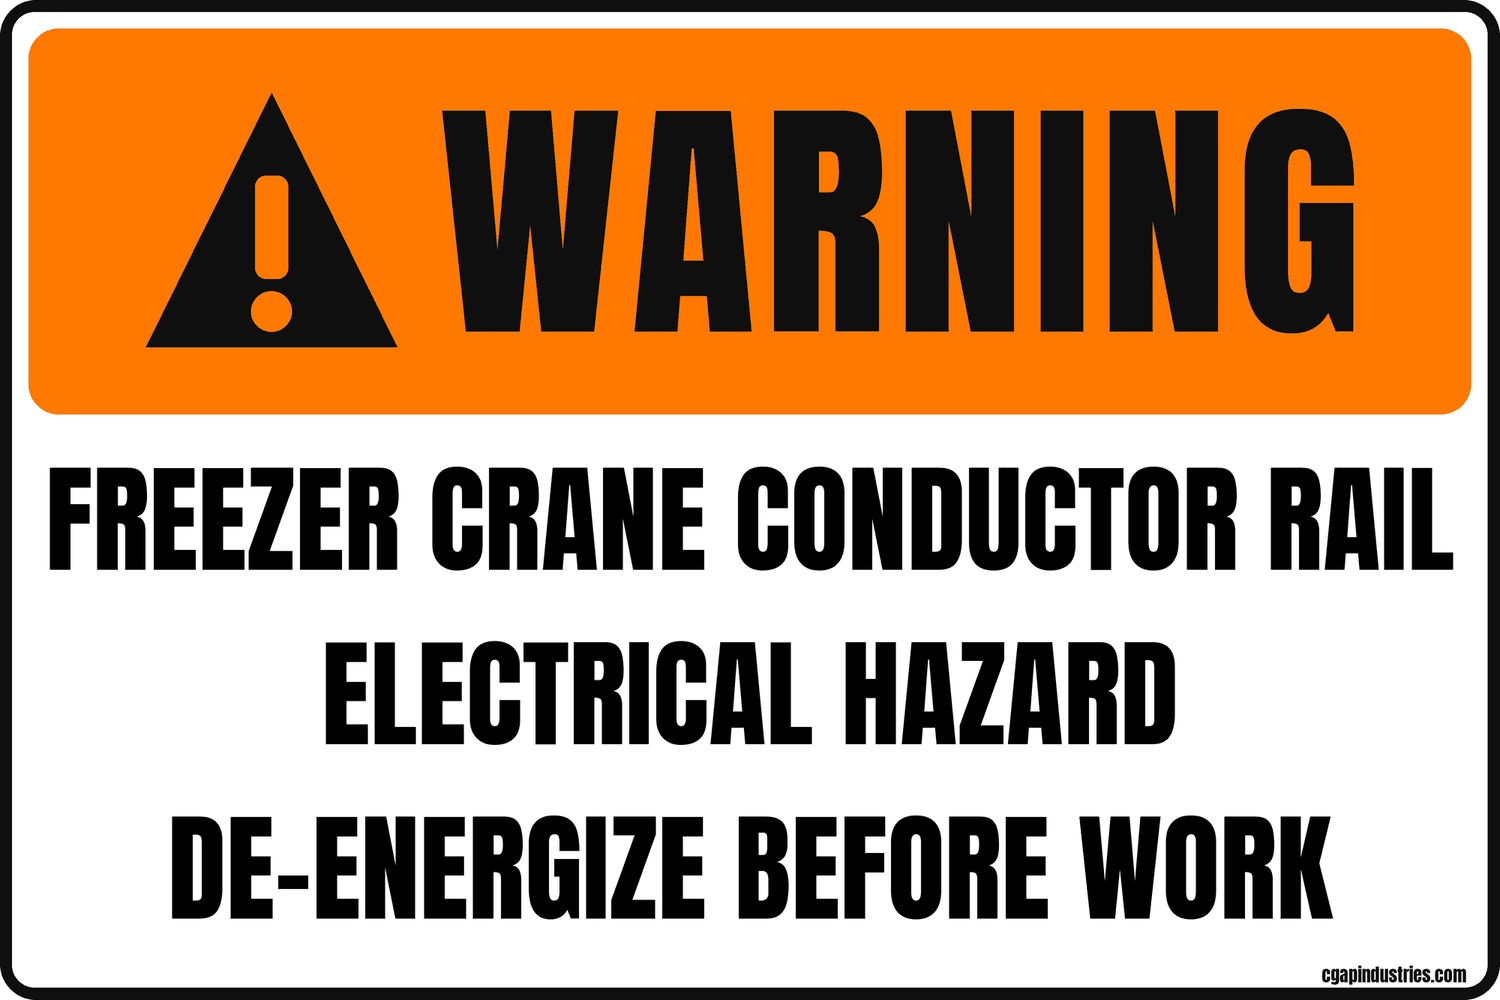 WARNING
FREEZER CRANE CONDUCTOR RAIL
ELECTRICAL HAZARD
DE-ENERGIZE BEFORE WORK
cgapindustries.com